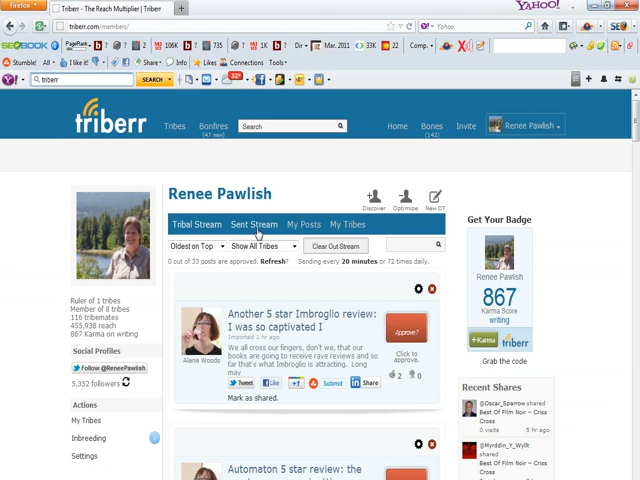 Firefox
Triberr - The Reach Multiplier | Triberr
+
YAHOO!
triberr.com/members/
Yahoo
SEOBOOK PageRank ? 106K 735 ? 1K ? Mar. 2011 33K 22 Comp. X SEO
Stumble! All I like it! Share Info Likes Connections Tools
triberr SEARCH 32
triberr
Tribes Bonfires Search Home Bones Invite Renee Pawlish
(47 new) (142)
Renee Pawlish
Discover Optimize New DT
Tribal Stream Sent Stream My Posts My Tribes
Oldest on Top Show All Tribes Clear Out Stream
0 out of 33 posts are approved. Refresh? Sending every 20 minutes or 72 times daily.
Another 5 star Imbroglio review:
I was so captivated I
Imported 1 hr ago
We all cross our fingers, don't we, that our
books are going to receive rave reviews and so
far that's what Imbroglio is attracting. Long
may
Alana Woods
Approve?
Click to
approve.
2 0
Tweet Like +f Submit Share
Mark as shared.
Automaton 5 star review: the
Approve?
Ruler of 1 tribes
Member of 8 tribes
116 tribemates
455,938 reach
867 Karma on writing
Social Profiles
Follow @ReneePawlish
5,352 followers
Actions
My Tribes
Inbreeding
Settings
Get Your Badge
Renee Pawlish
867
Karma Score
writing
+Karma triberr
Grab the code
Recent Shares
@Oscar_Sparrow
shared
Best Of Film Noir – Criss
Cross
0 visits 5 hr ago
@Myrddin_Y_Wyllt
shared
Best Of Film Noir – Criss
Cross